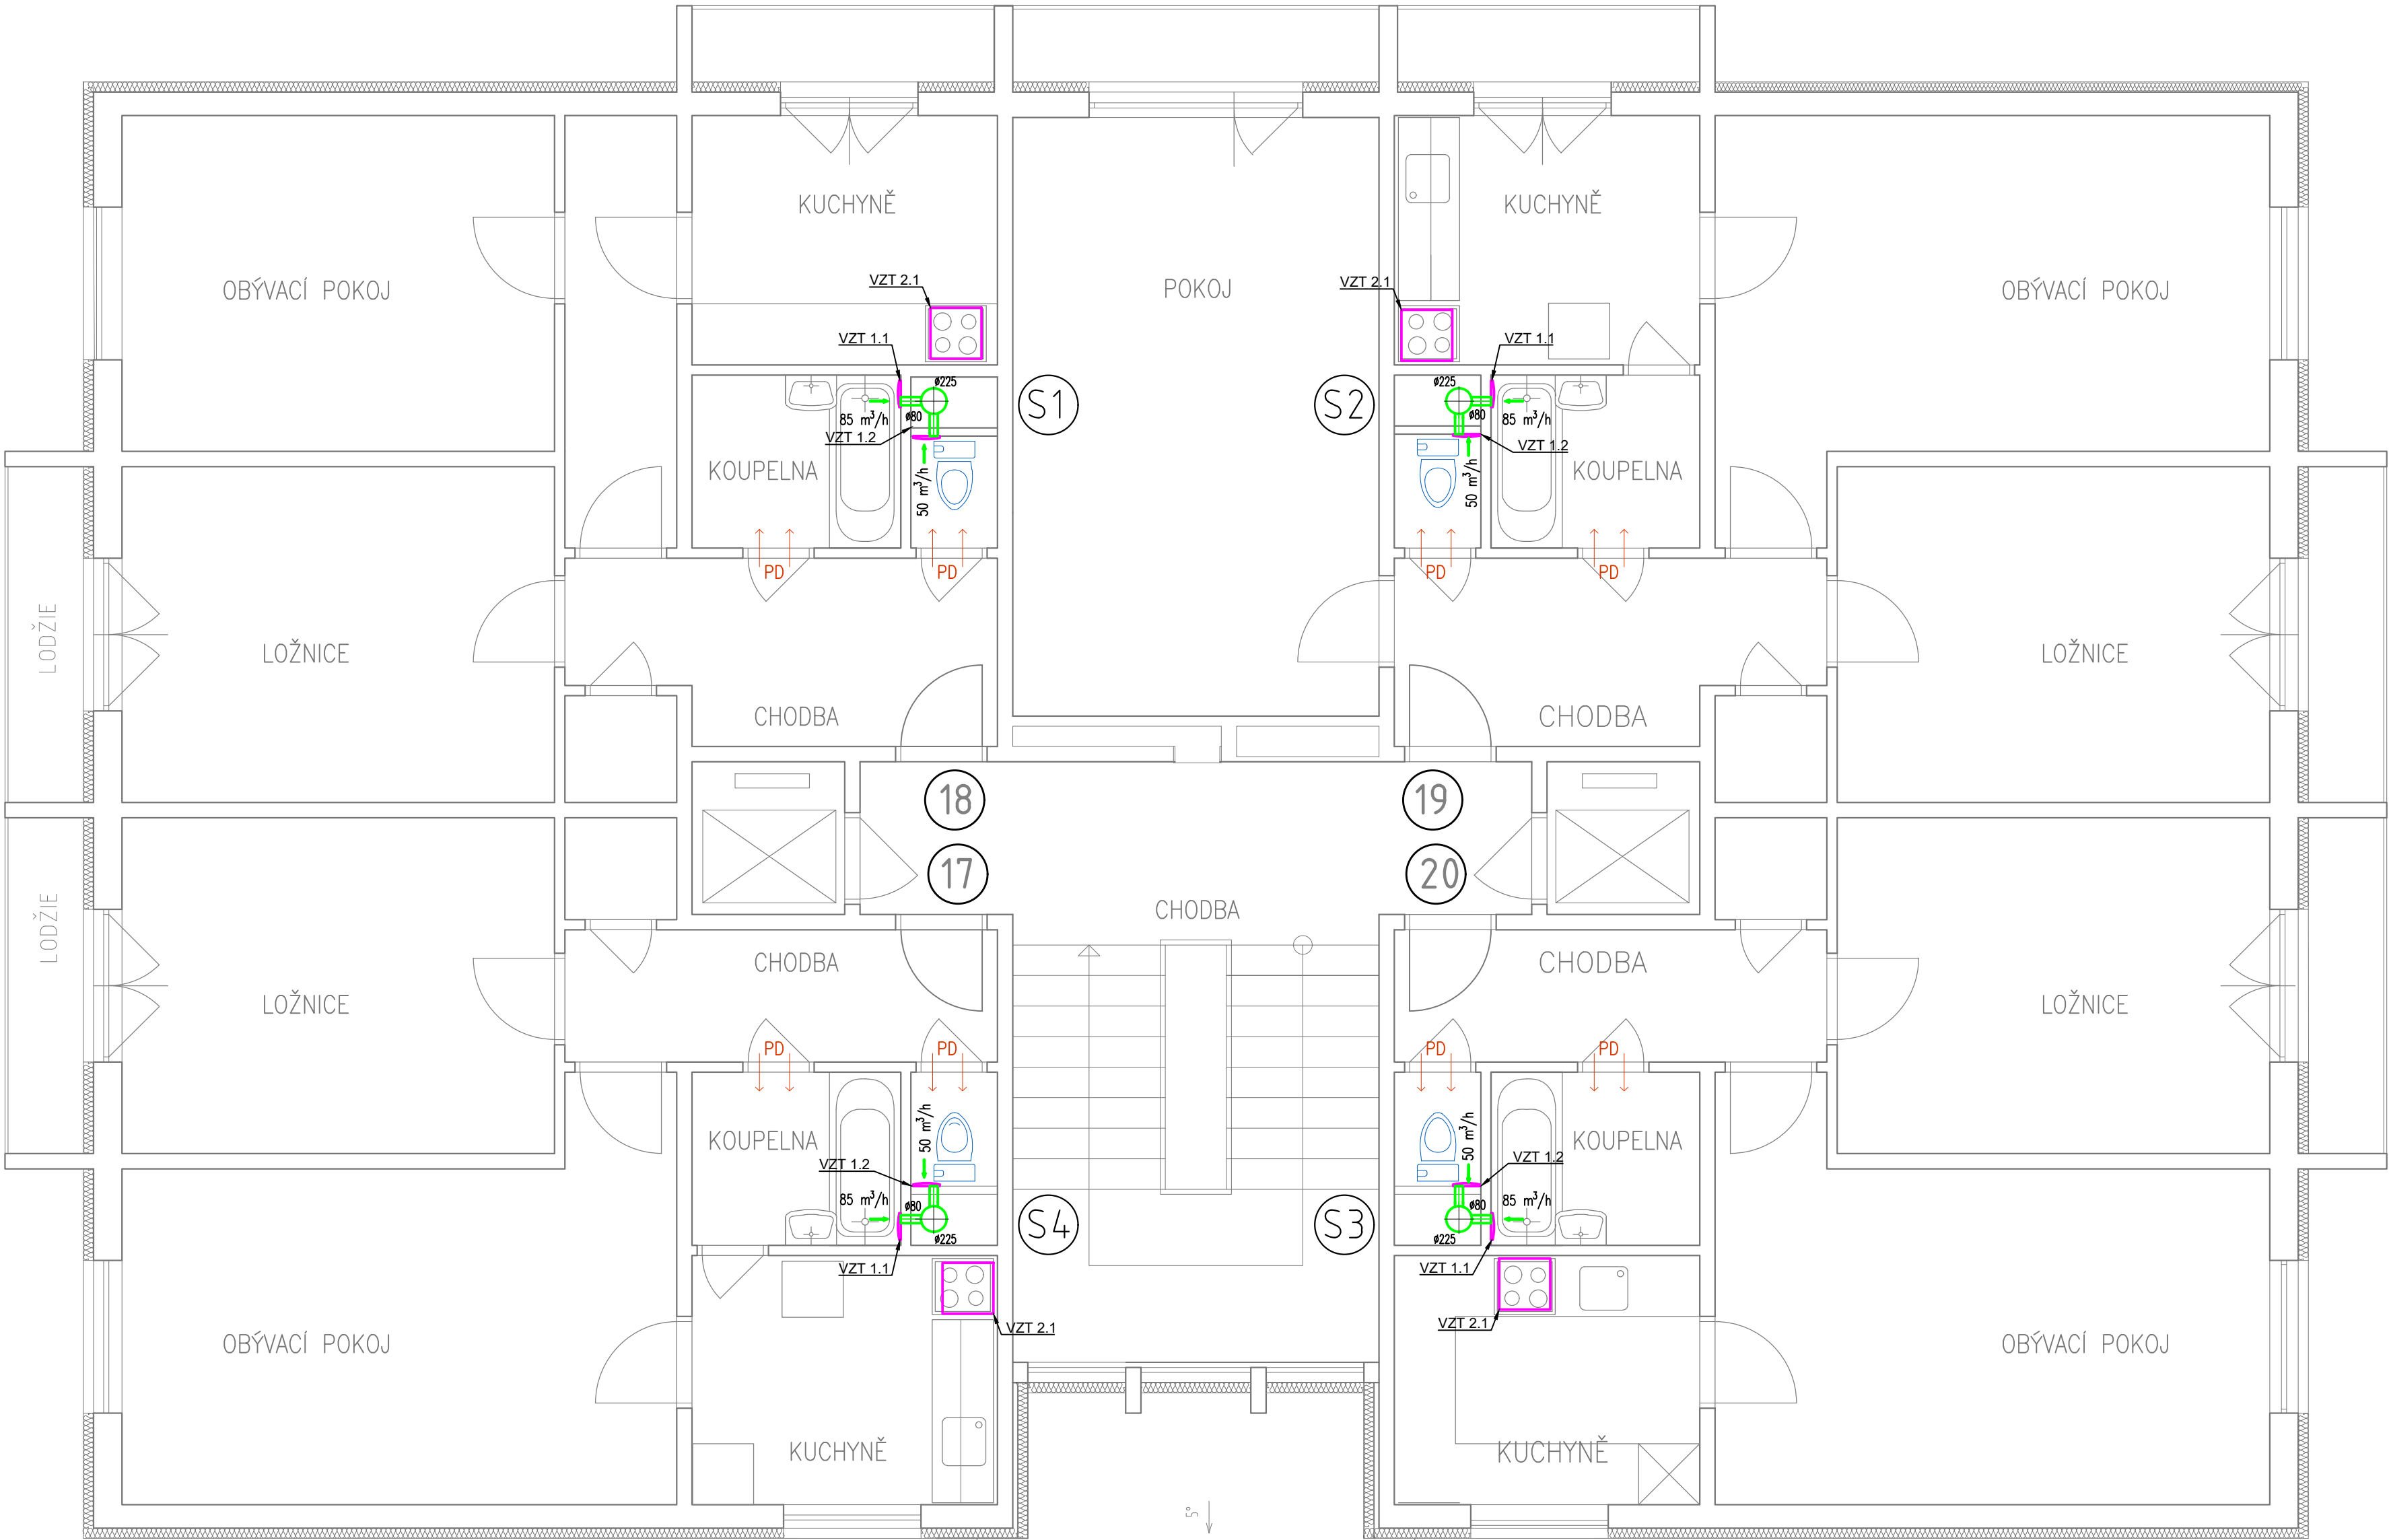 KUCHYNĚ
KUCHYNĚ
OBÝVACÍ POKOJ
VZT 2.1
POKOJ
VZT 2.1
OBÝVACÍ POKOJ
VZT 1.1
VZT 1.1
ø225
ø225
S1
S2
85 m³/h
ø80
ø80
85 m³/h
VZT 1.2
VZT 1.2
KOUPELNA
50 m³/h
50 m³/h
KOUPELNA
PD
PD
PD
PD
LODŽIE
LOŽNICE
LOŽNICE
CHODBA
CHODBA
18
19
17
20
CHODBA
LODŽIE
CHODBA
CHODBA
LOŽNICE
LOŽNICE
PD
PD
PD
PD
KOUPELNA
50 m³/h
50 m³/h
KOUPELNA
VZT 1.2
VZT 1.2
85 m³/h
ø80
ø80
85 m³/h
S4
S3
ø225
ø225
VZT 1.1
VZT 1.1
VZT 2.1
VZT 2.1
OBÝVACÍ POKOJ
OBÝVACÍ POKOJ
KUCHYNĚ
KUCHYNĚ
5°